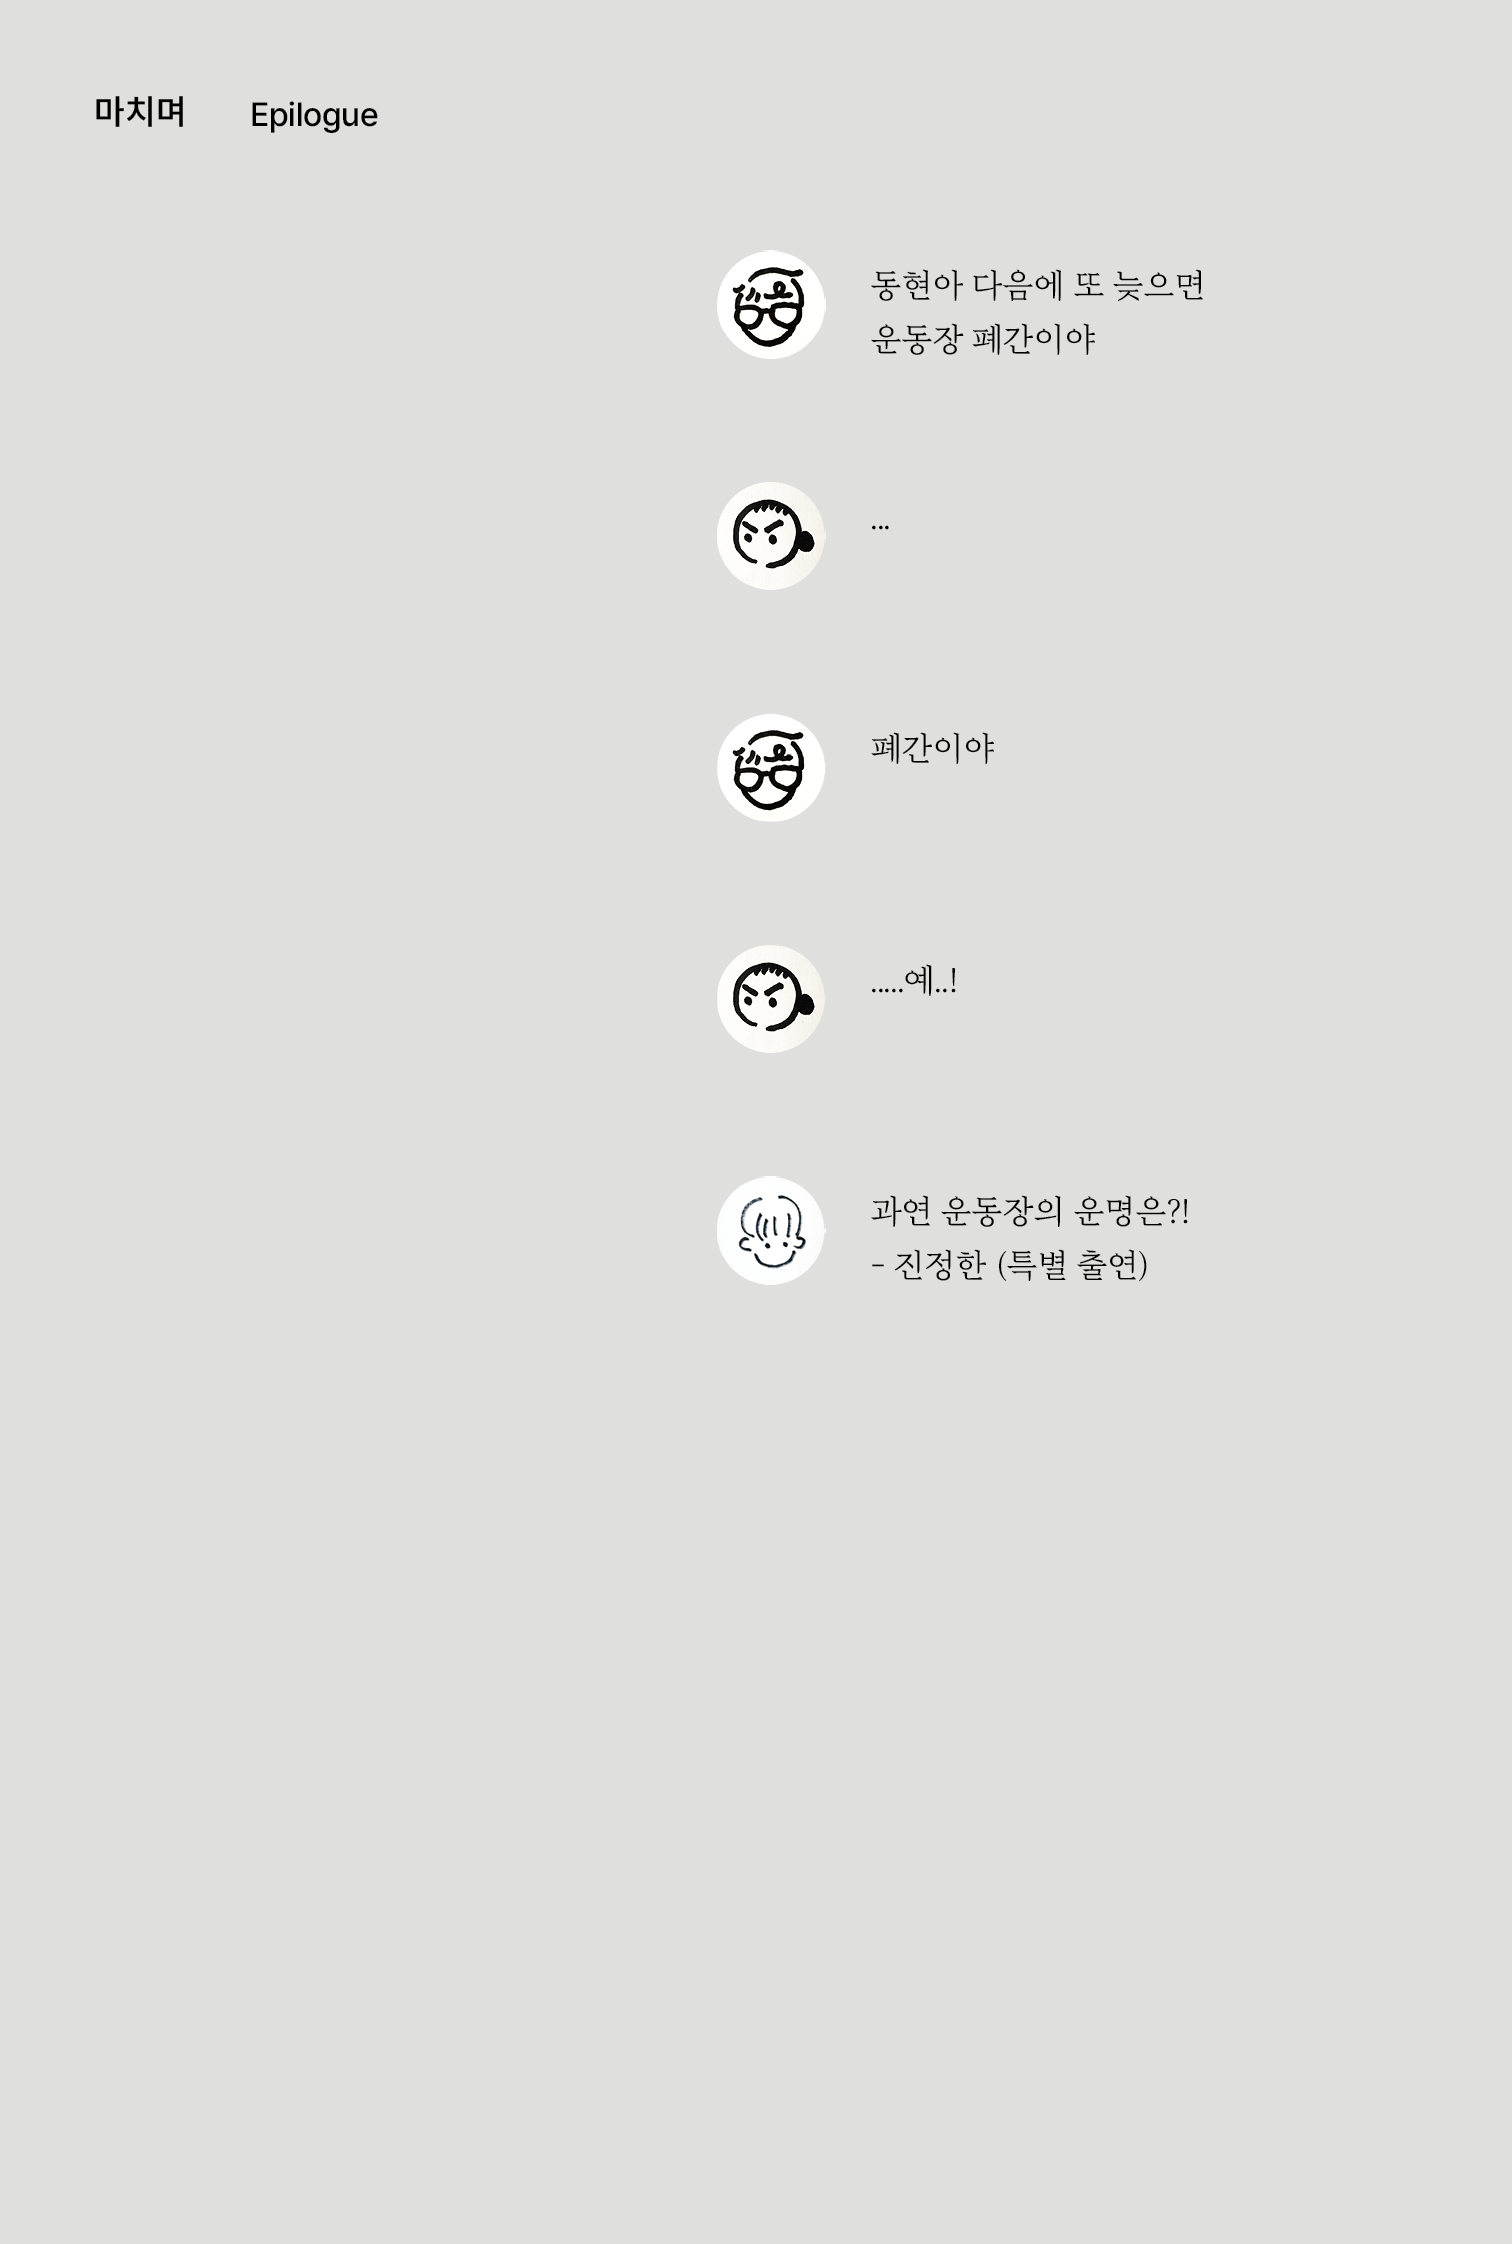 마치며 Epilogue
동현아 다음에 또 늦으면
운동장 폐간이야
...
폐간이야
.....예..!
과연 운동장의 운명은?!
- 진정한 (특별 출연)